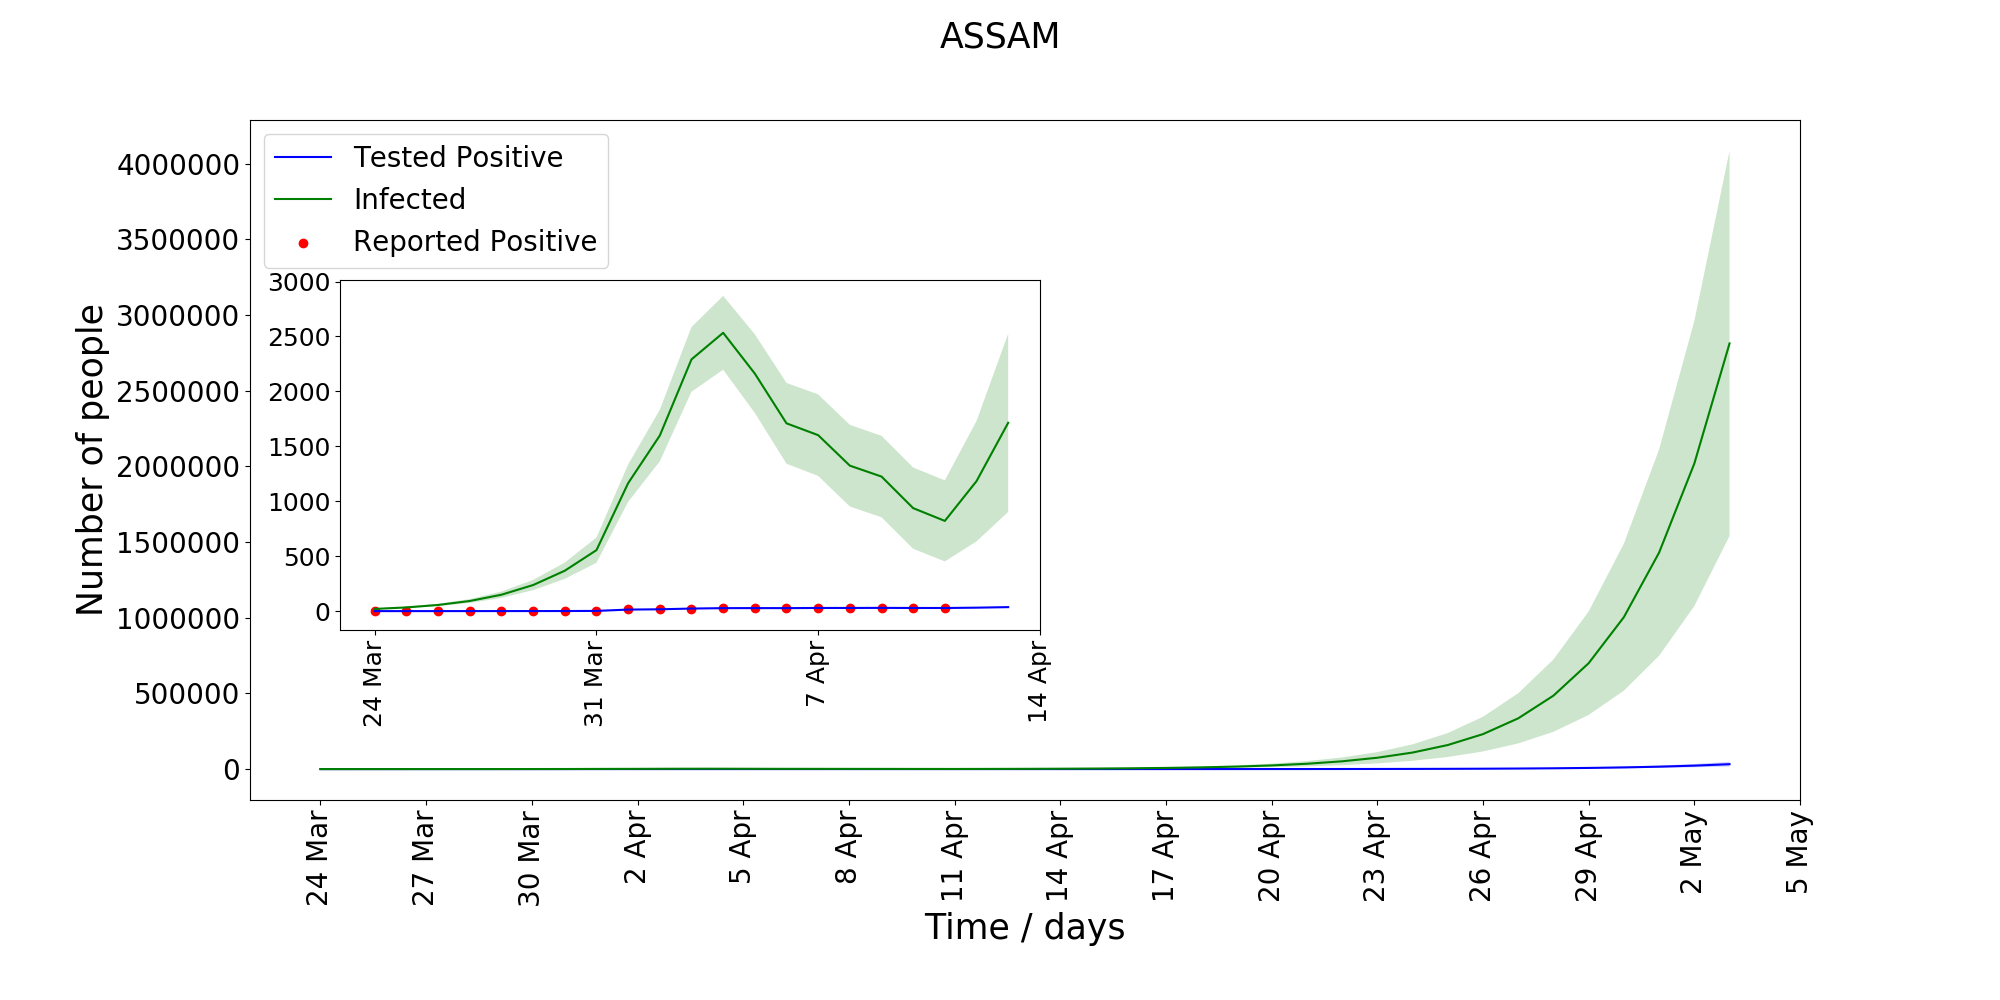 ASSAM
Tested Positive
Infected
Reported Positive
Number of people
4000000
3500000
3000000
2500000
2000000
1500000
1000000
500000
0
3000
2500
2000
1500
1000
500
0
24 Mar
31 Mar
7 Apr
14 Apr
24 Mar
27 Mar
30 Mar
2 Apr
5 Apr
8 Apr
11 Apr
14 Apr
17 Apr
20 Apr
23 Apr
26 Apr
29 Apr
2 May
5 May
Time / days